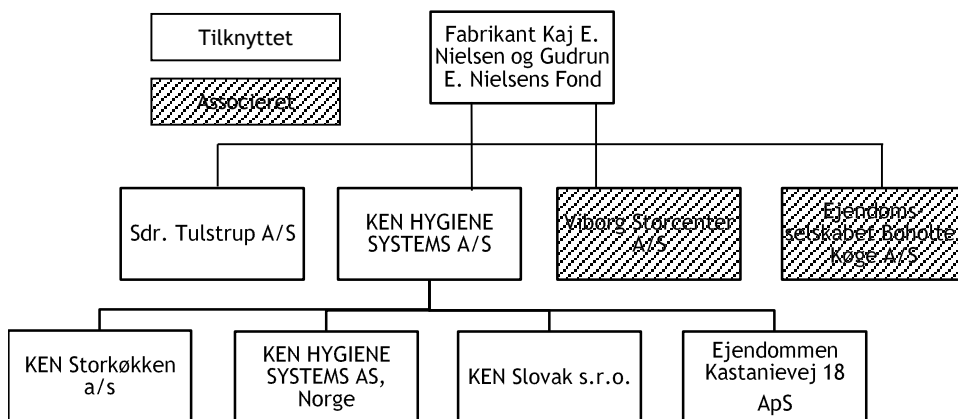 Tilknyttet
Associeret
Fabrikant Kaj E.
Nielsen og Gudrun
E. Nielsens Fond
Sdr. Tulstrup A/S
KEN HYGIENE
SYSTEMS A/S
Viborg Storcenter
A/S
Ejendoms-
selskabet Boholte
Køge A/S
KEN Storkøkken
a/s
KEN HYGIENE
SYSTEMS AS,
Norge
KEN Slovak s.r.o.
Ejendommen
Kastanievej 18
ApS